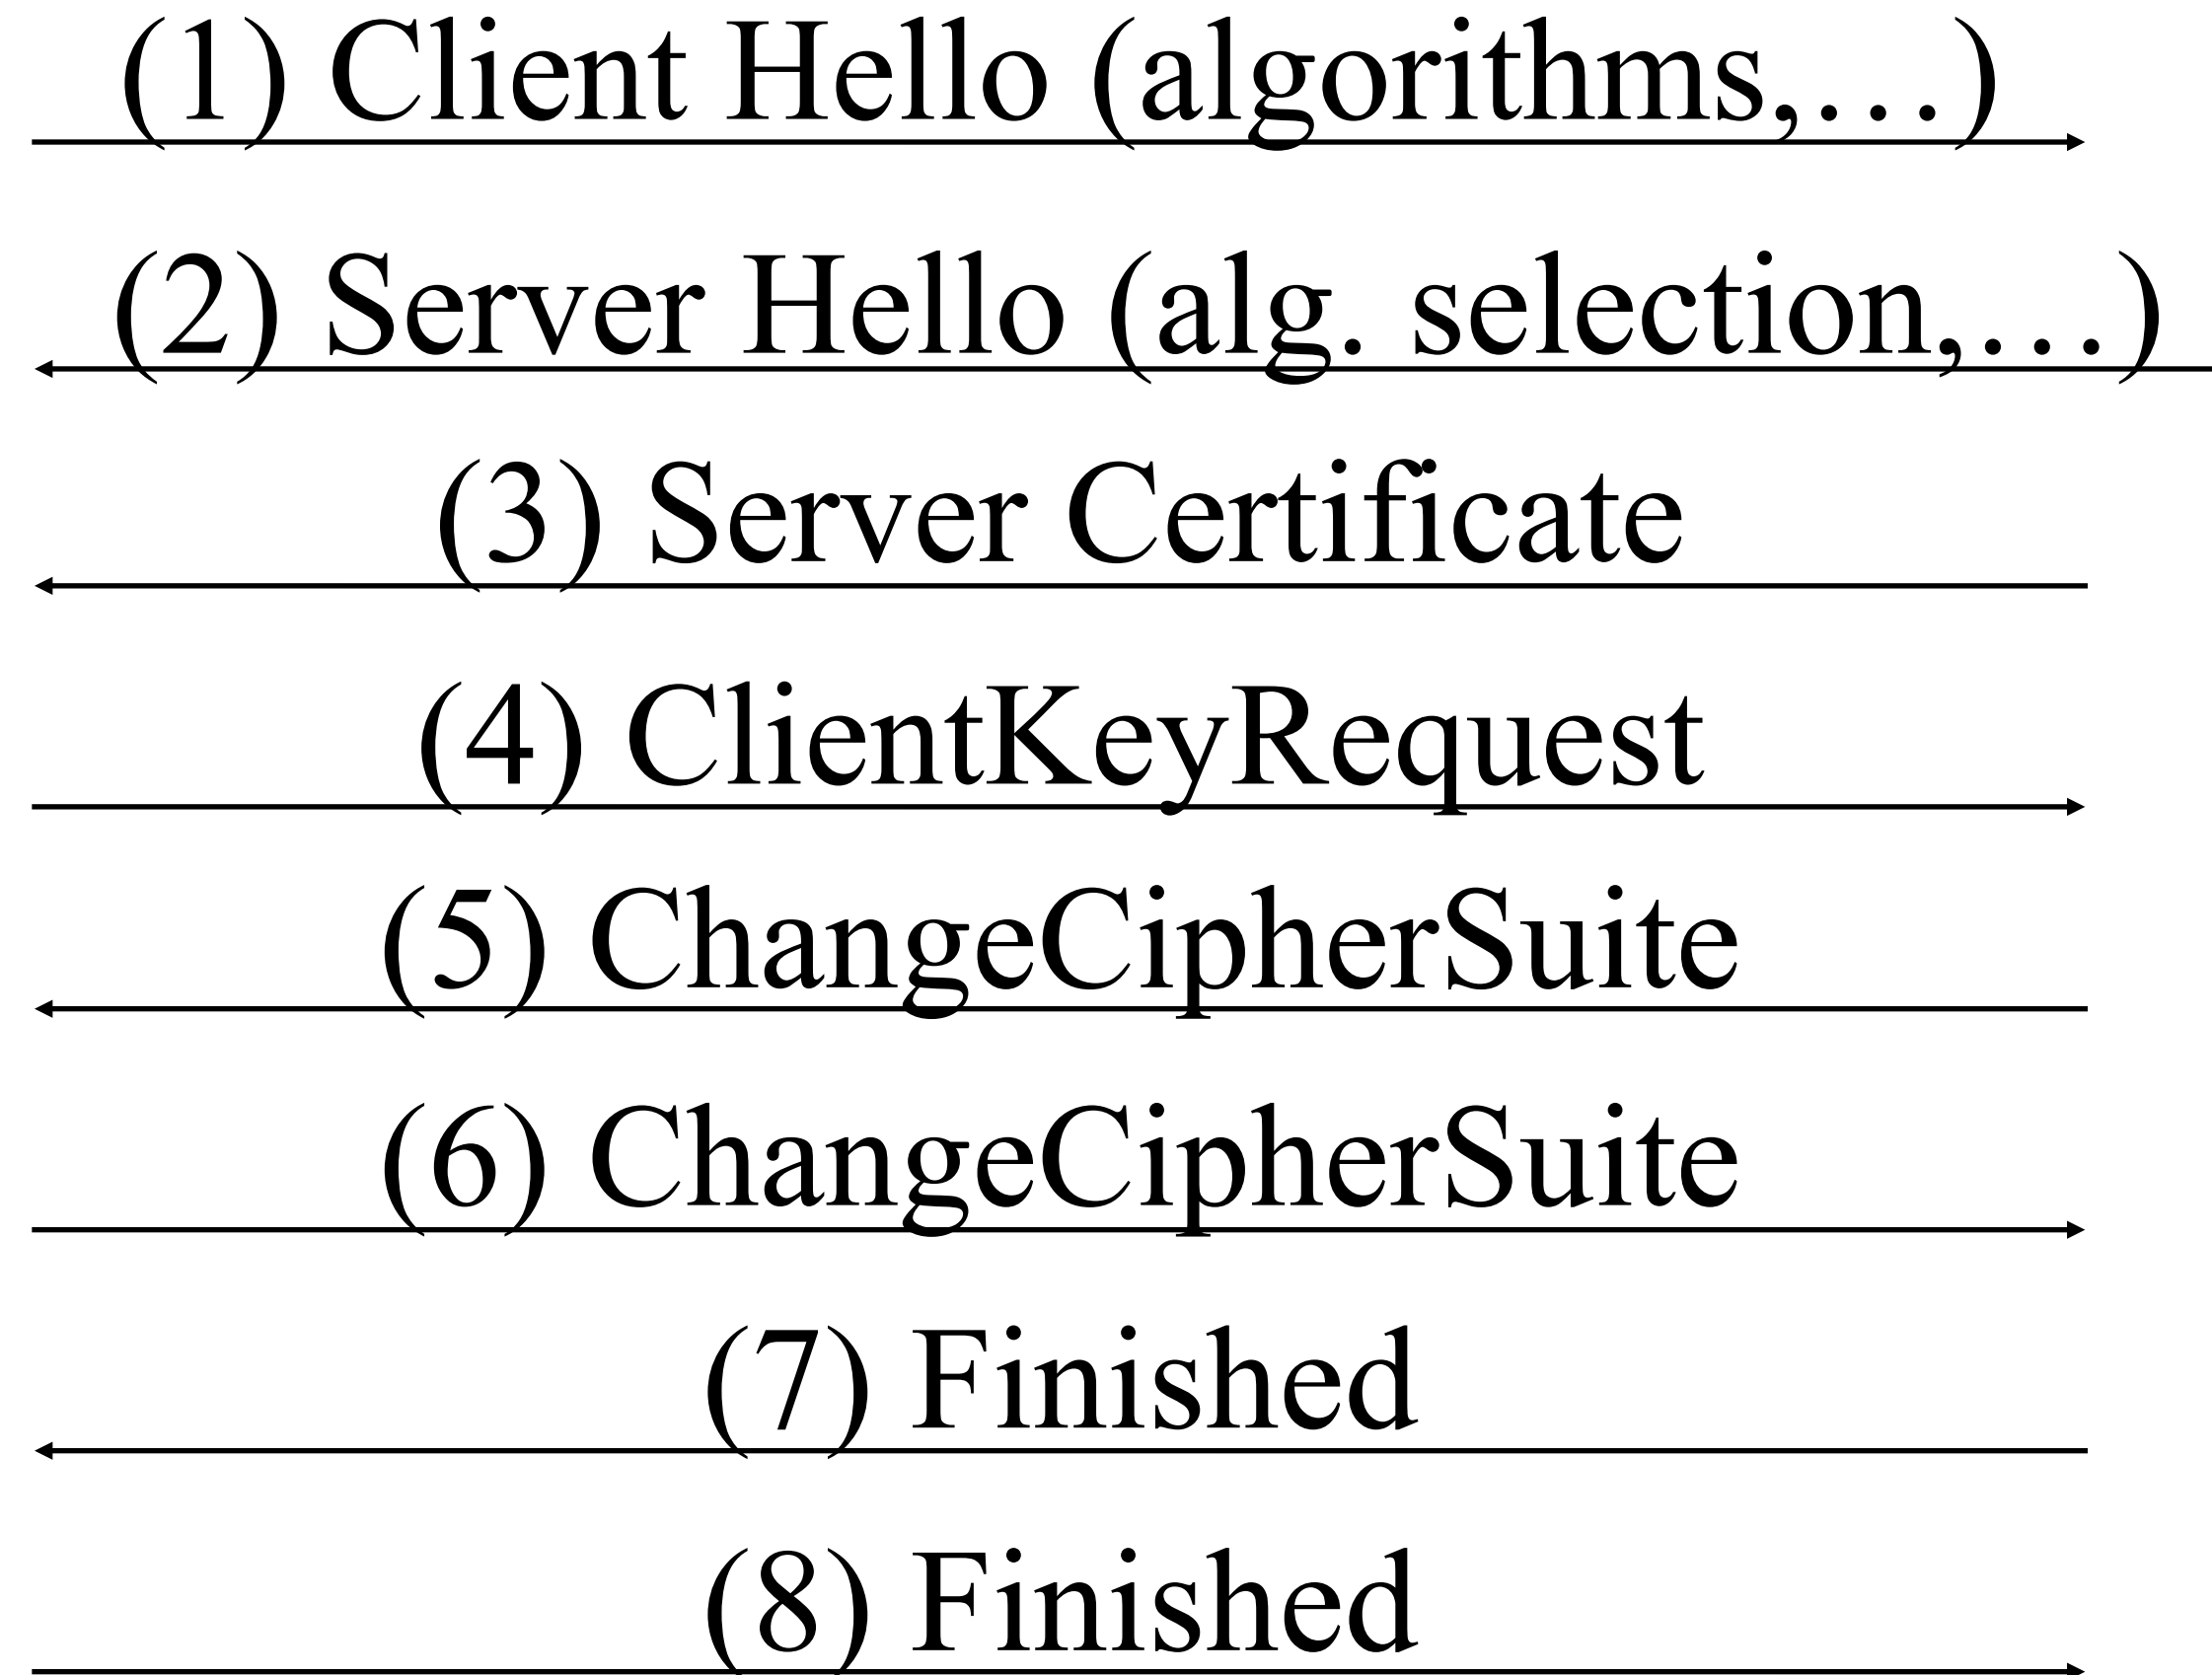 (1) Client Hello (algorithms,…)
(2) Server Hello (alg. selection,…)
(3) Server Certificate
(4) ClientKeyRequest
(5) ChangeCipherSuite
(6) ChangeCipherSuite
(7) Finished
(8) Finished